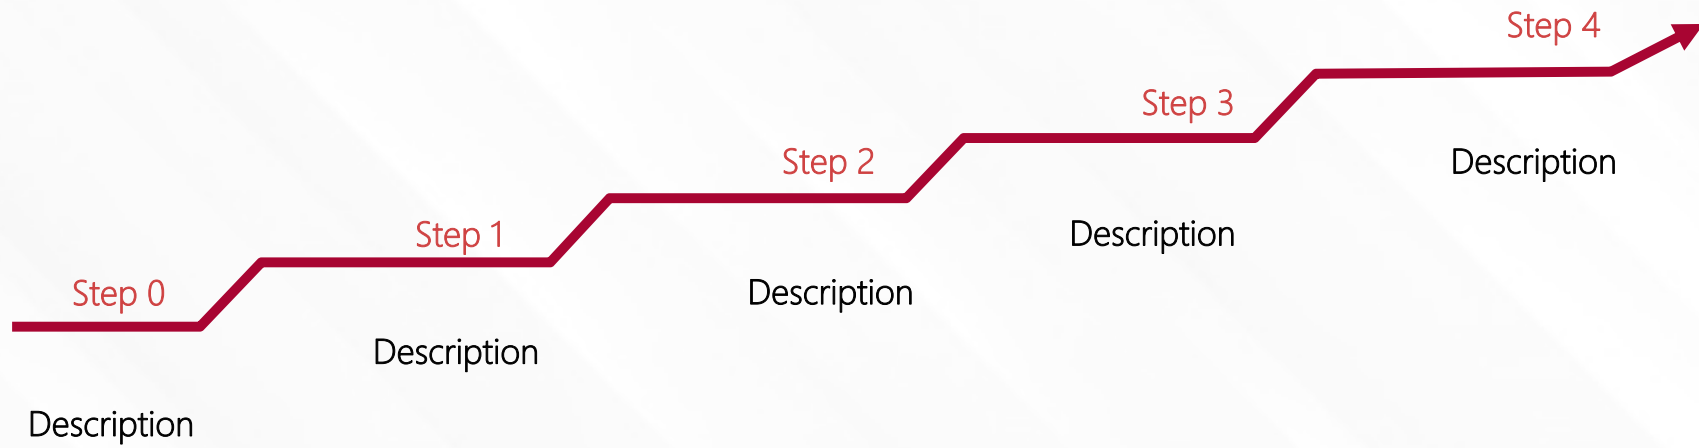 Step 0
Description
Step 1
Description
Step 2
Description
Step 3
Description
Step 4
Description